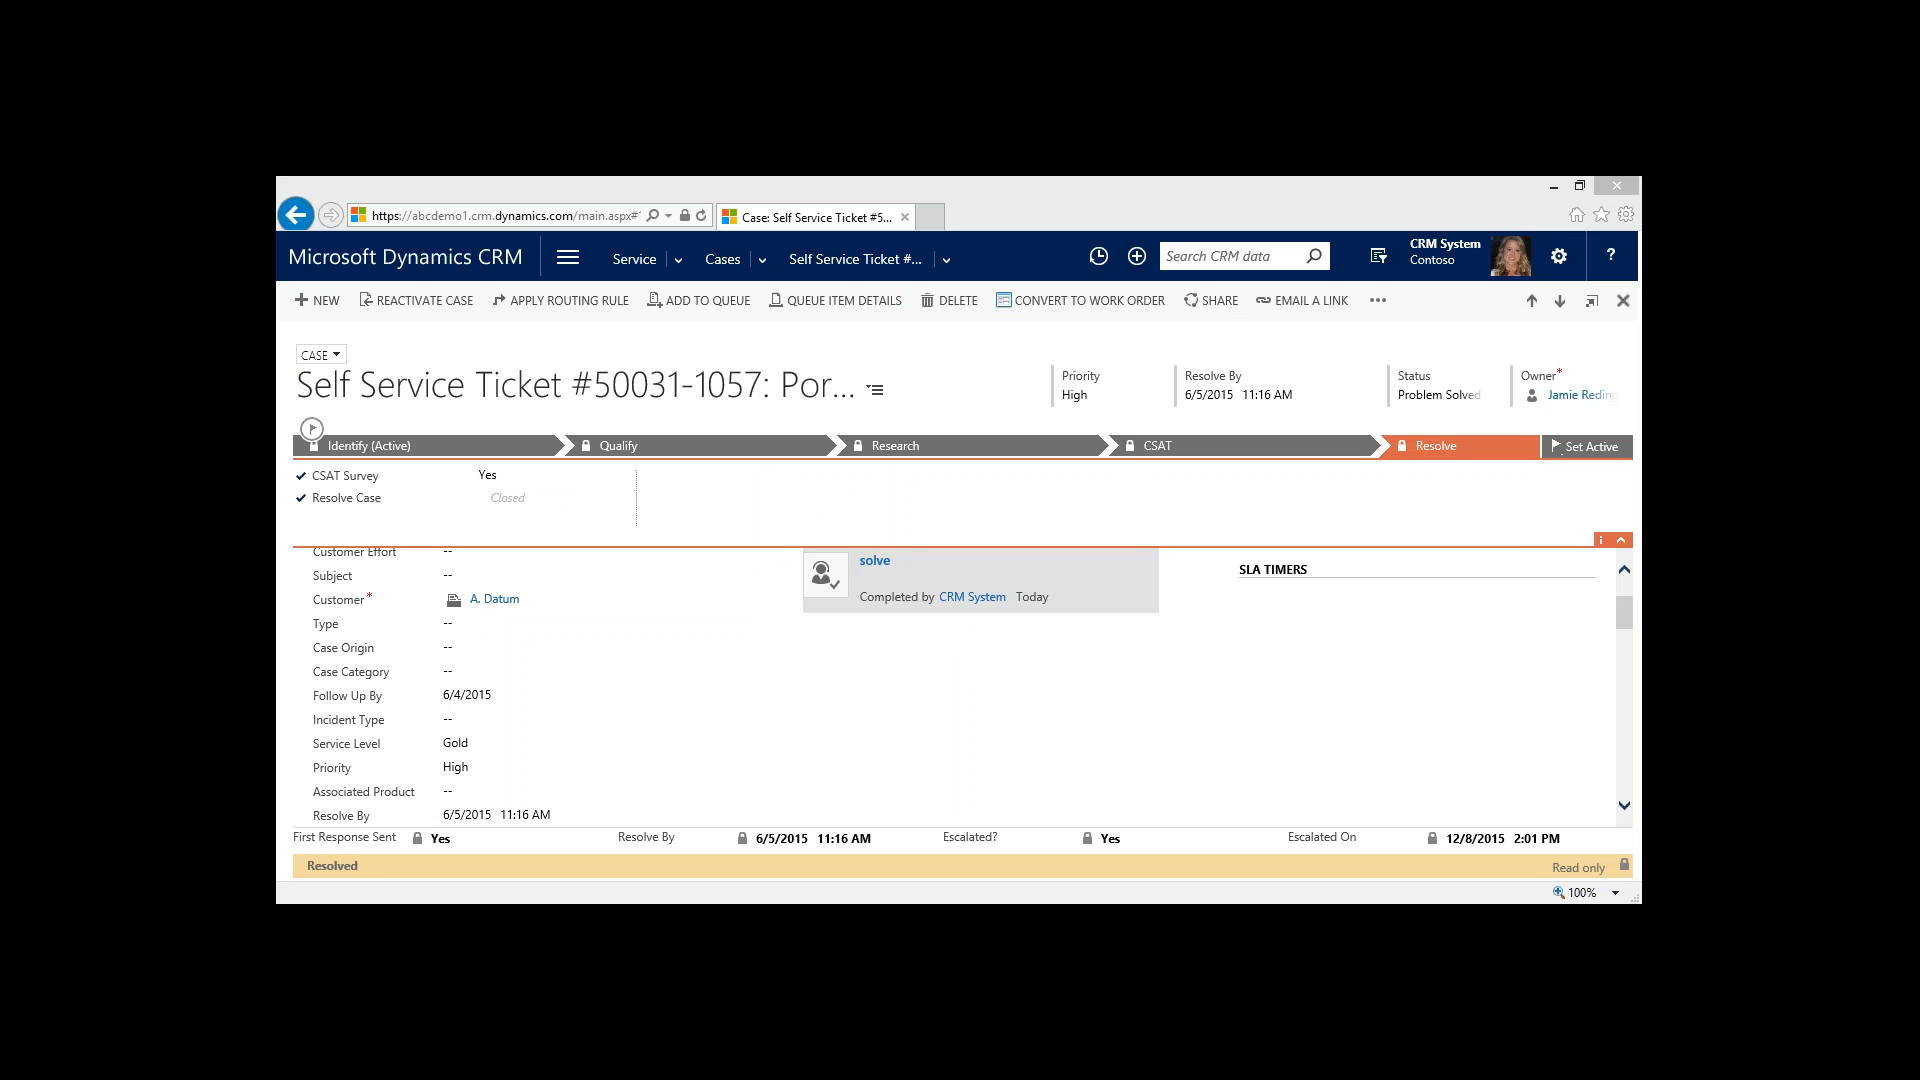 https://abcdemo1.crm.dynamics.com/main.aspx#
Case: Self Service Ticket #5...
Microsoft Dynamics CRM
Service
Cases
Self Service Ticket #...
Search CRM data
CRM System
Contoso
?
NEW
REACTIVATE CASE
APPLY ROUTING RULE
ADD TO QUEUE
QUEUE ITEM DETAILS
DELETE
CONVERT TO WORK ORDER
SHARE
EMAIL A LINK
CASE
Self Service Ticket #50031-1057: Por...
Priority
High
Resolve By
6/5/2015 11:16 AM
Status
Problem Solved
Owner*
Jamie Reding
Identify (Active)
Qualify
Research
CSAT
Resolve
Set Active
CSAT Survey Yes
Resolve Case Closed
i
Customer Effort --
Subject --
Customer* A. Datum
Type --
Case Origin --
Case Category --
Follow Up By 6/4/2015
Incident Type --
Service Level Gold
Priority High
Associated Product --
Resolve By 6/5/2015 11:16 AM
solve
Completed by CRM System Today
SLA TIMERS
First Response Sent Yes
Resolve By 6/5/2015 11:16 AM
Escalated? Yes
Escalated On 12/8/2015 2:01 PM
Resolved
Read only
100%